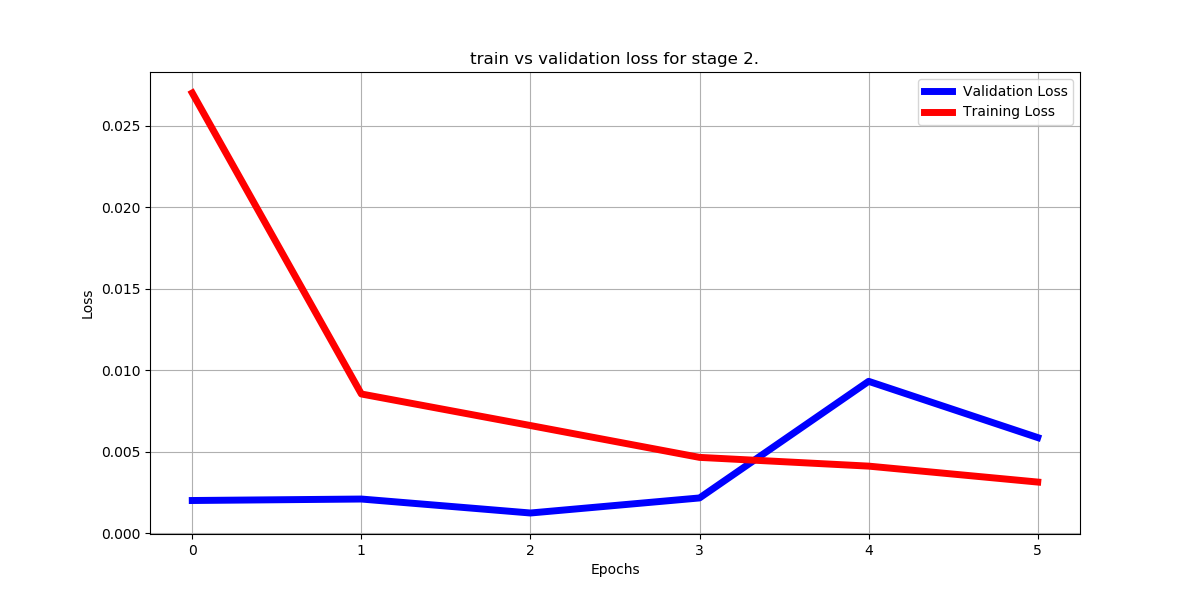 train vs validation loss for stage 2.
Validation Loss
Training Loss
0.025
0.020
0.015
0.010
0.005
0.000
Loss
0 1 2 3 4 5
Epochs